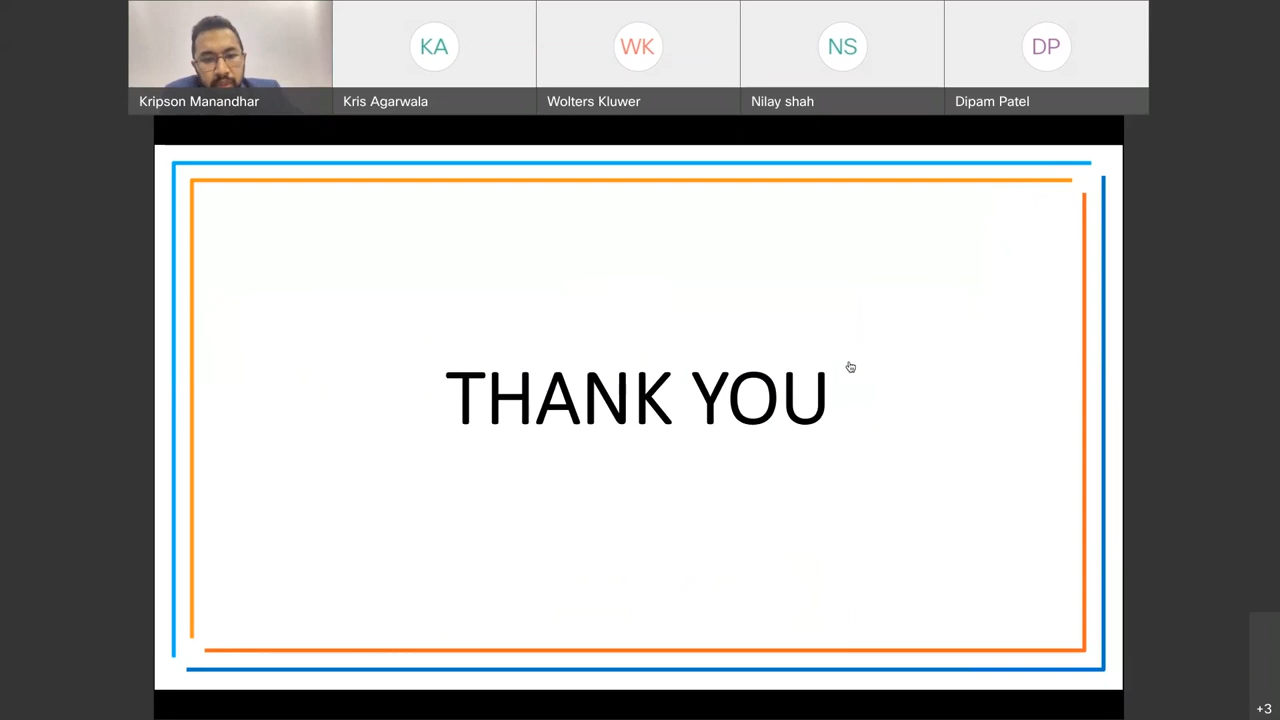 KA
WK
NS
DP
Kripson Manandhar
Kris Agarwala
Wolters Kluwer
Nilay shah
Dipam Patel
THANK YOU
+3